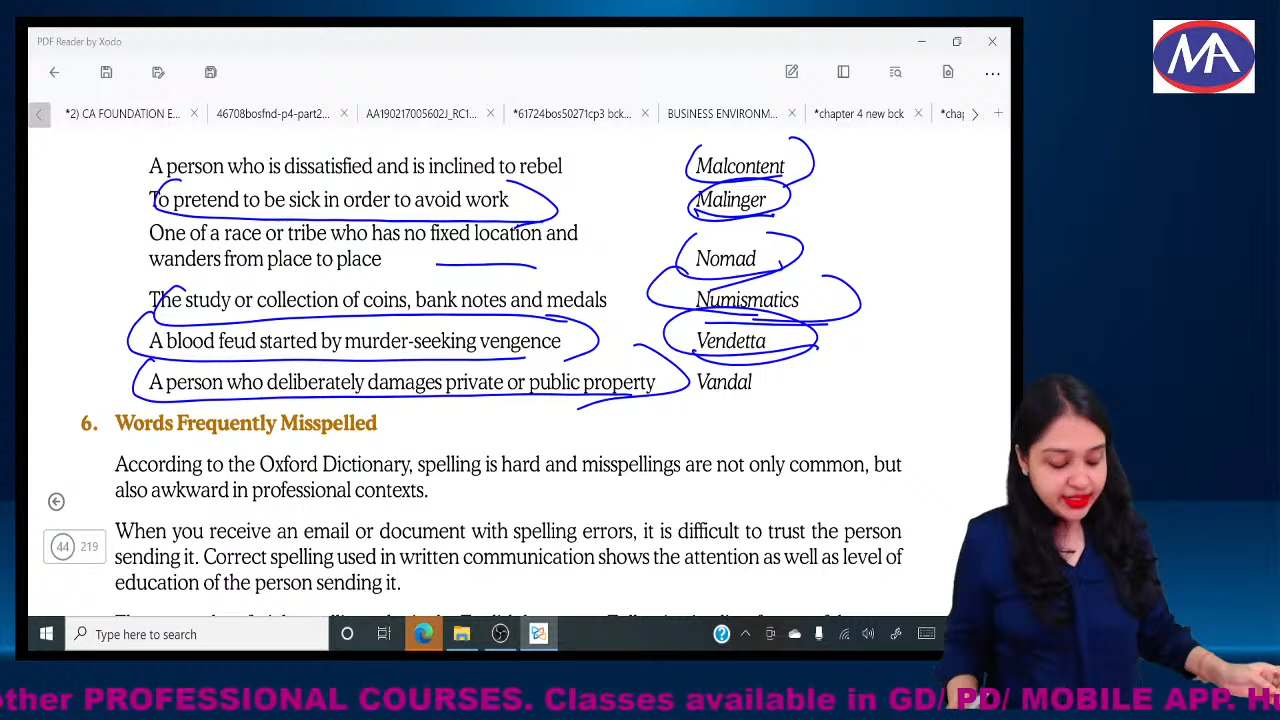 PDF Reader by Xodo
MA
*2) CA FOUNDATION E...
46708bosfnd-p4-part2...
AA190217005602J_RC1...
*61724bos50271cp3 bck...
BUSINESS ENVIRONM...
*chapter 4 new bck
*chap
A person who is dissatisfied and is inclined to rebel Malcontent
To pretend to be sick in order to avoid work Malinger
One of a race or tribe who has no fixed location and
wanders from place to place Nomad
The study or collection of coins, bank notes and medals Numismatics
A blood feud started by murder-seeking vengence Vendetta
A person who deliberately damages private or public property Vandal
6. Words Frequently Misspelled
According to the Oxford Dictionary, spelling is hard and misspellings are not only common, but
also awkward in professional contexts.
When you receive an email or document with spelling errors, it is difficult to trust the person
sending it. Correct spelling used in written communication shows the attention as well as level of
education of the person sending it.
44 219
Type here to search
other PROFESSIONAL COURSES. Classes available in GD/ PD/ MOBILE APP. H